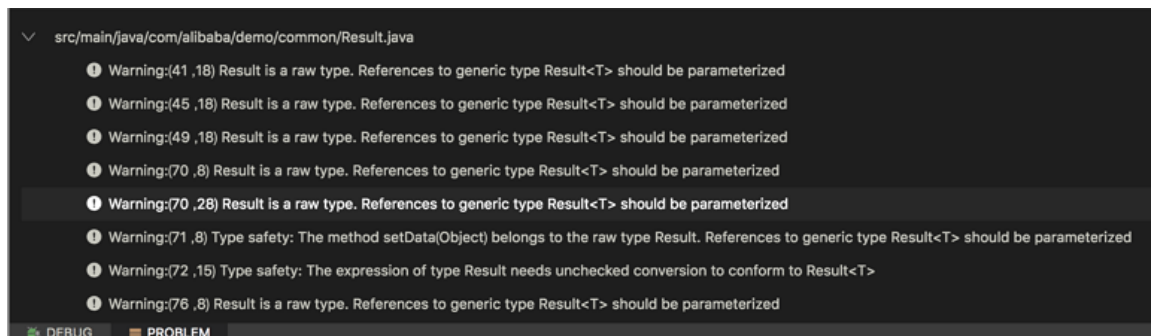 src/main/java/com/alibaba/demo/common/Result.java
Warning:(41 ,18) Result is a raw type. References to generic type Result<T> should be parameterized
Warning:(45 ,18) Result is a raw type. References to generic type Result<T> should be parameterized
Warning:(49 ,18) Result is a raw type. References to generic type Result<T> should be parameterized
Warning:(70 ,8) Result is a raw type. References to generic type Result<T> should be parameterized
Warning:(70 ,28) Result is a raw type. References to generic type Result<T> should be parameterized
Warning:(71 ,8) Type safety: The method setData(Object) belongs to the raw type Result. References to generic type Result<T> should be parameterized
Warning:(72 ,15) Type safety: The expression of type Result needs unchecked conversion to conform to Result<T>
Warning:(76 ,8) Result is a raw type. References to generic type Result<T> should be parameterized
DEBUG PROBLEM